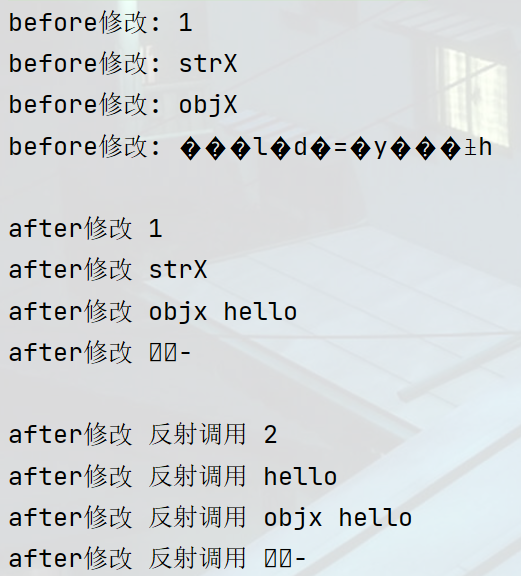 before修改: 1
before修改: strX
before修改: objX
before修改: ���l�d�=�y���ⱡh
after修改 1
after修改 strX
after修改 objx hello
after修改 -
after修改 反射调用 2
after修改 反射调用 hello
after修改 反射调用 objx hello
after修改 反射调用 -